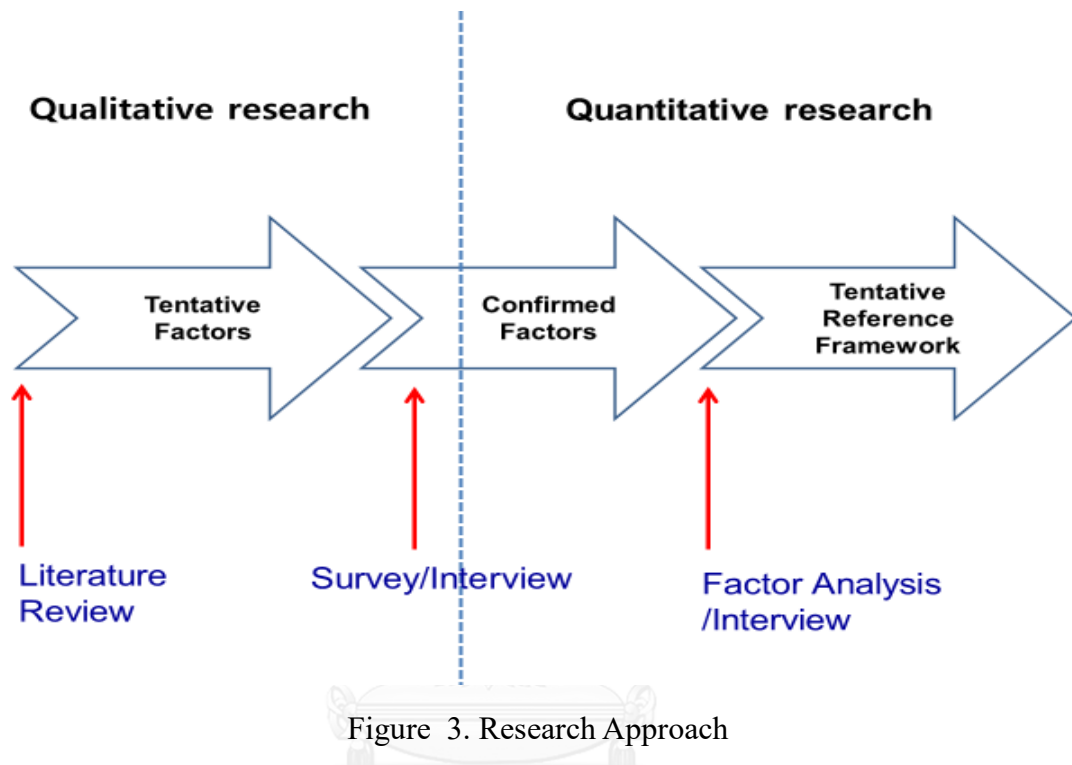 Qualitative research
Quantitative research
Tentative
Factors
Confirmed
Factors
Tentative
Reference
Framework
Literature
Review
Survey/Interview
Factor Analysis
/Interview
Figure 3. Research Approach